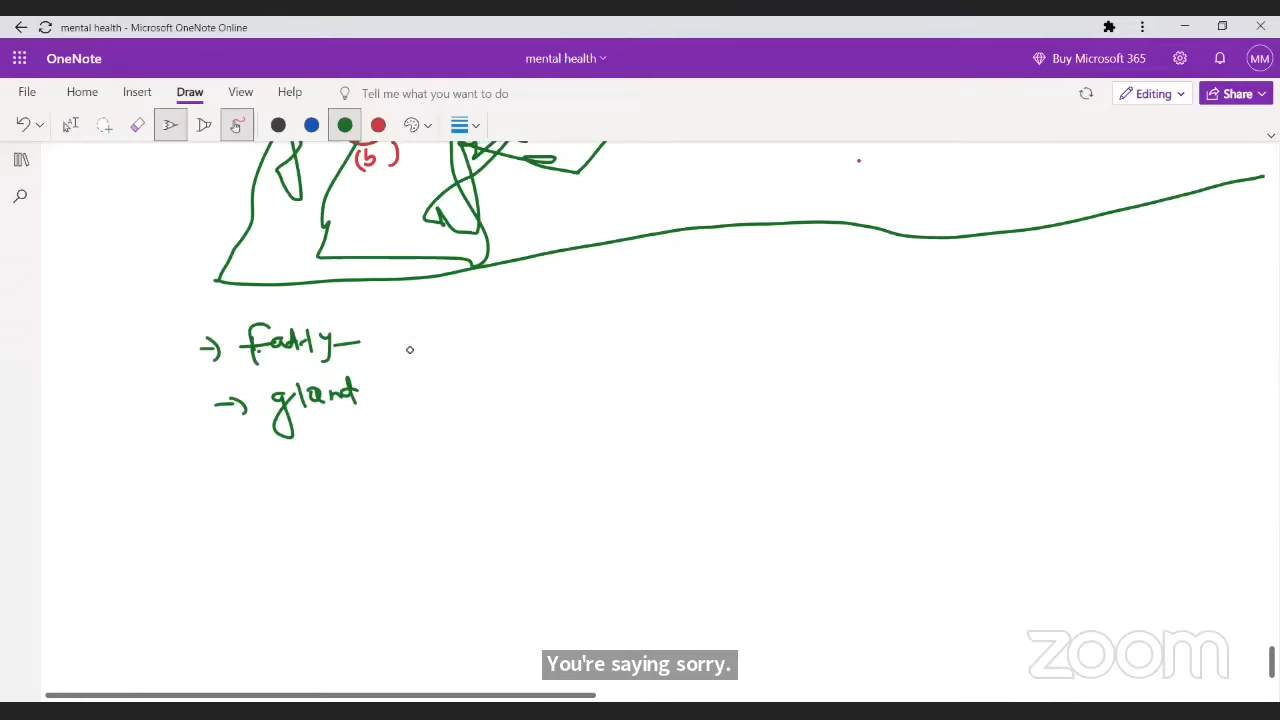 mental health - Microsoft OneNote Online
OneNote
mental health
Buy Microsoft 365
MM
File Home Insert Draw View Help Tell me what you want to do
Editing
Share
(b)
→ faddy —
→ gland
You're saying sorry.
zoom